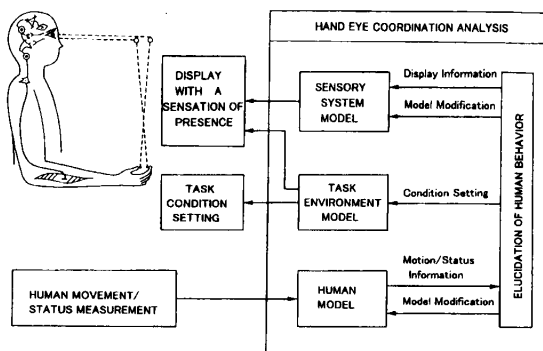 HAND EYE COORDINATION ANALYSIS
DISPLAY
WITH A
SENSATION OF
PRESENCE
SENSORY
SYSTEM
MODEL
Display Information
Model Modification
TASK
CONDITION
SETTING
TASK
ENVIRONMENT
MODEL
Condition Setting
HUMAN MOVEMENT/
STATUS MEASUREMENT
HUMAN
MODEL
Motion/Status
Information
Model Modification
ELUCIDATION OF HUMAN BEHAVIOR